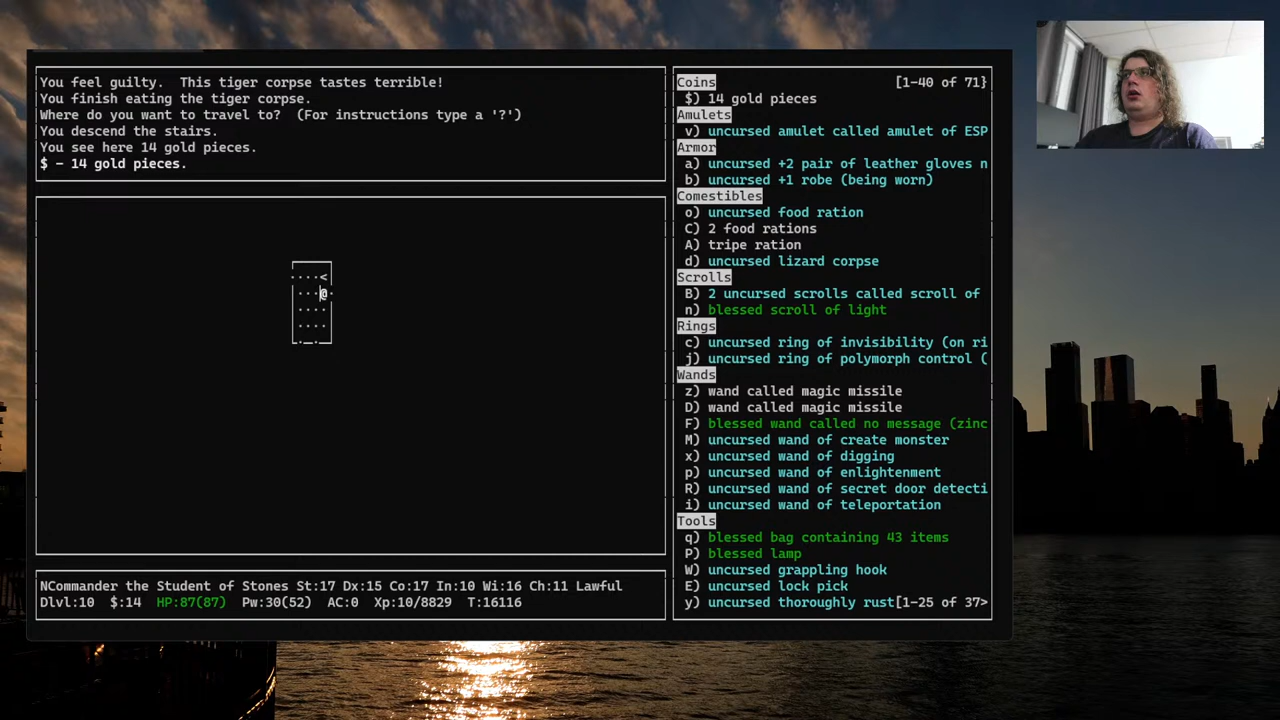 You feel guilty.  This tiger corpse tastes terrible!
You finish eating the tiger corpse.
Where do you want to travel to?  (For instructions type a '?')
You descend the stairs.
You see here 14 gold pieces.
$ - 14 gold pieces.
....<
...@.
....
....
Coins [1-40 of 71}
$) 14 gold pieces
Amulets
v) uncursed amulet called amulet of ESP
Armor
a) uncursed +2 pair of leather gloves n
b) uncursed +1 robe (being worn)
Comestibles
o) uncursed food ration
C) 2 food rations
A) tripe ration
d) uncursed lizard corpse
Scrolls
B) 2 uncursed scrolls called scroll of
n) blessed scroll of light
Rings
c) uncursed ring of invisibility (on ri
j) uncursed ring of polymorph control (
Wands
z) wand called magic missile
D) wand called magic missile
F) blessed wand called no message (zinc
M) uncursed wand of create monster
x) uncursed wand of digging
p) uncursed wand of enlightenment
R) uncursed wand of secret door detecti
i) uncursed wand of teleportation
Tools
q) blessed bag containing 43 items
P) blessed lamp
W) uncursed grappling hook
E) uncursed lock pick
y) uncursed thoroughly rust[1-25 of 37>
NCommander the Student of Stones St:17 Dx:15 Co:17 In:10 Wi:16 Ch:11 Lawful
Dlvl:10  $:14  HP:87(87)  Pw:30(52)  AC:0  Xp:10/8829  T:16116